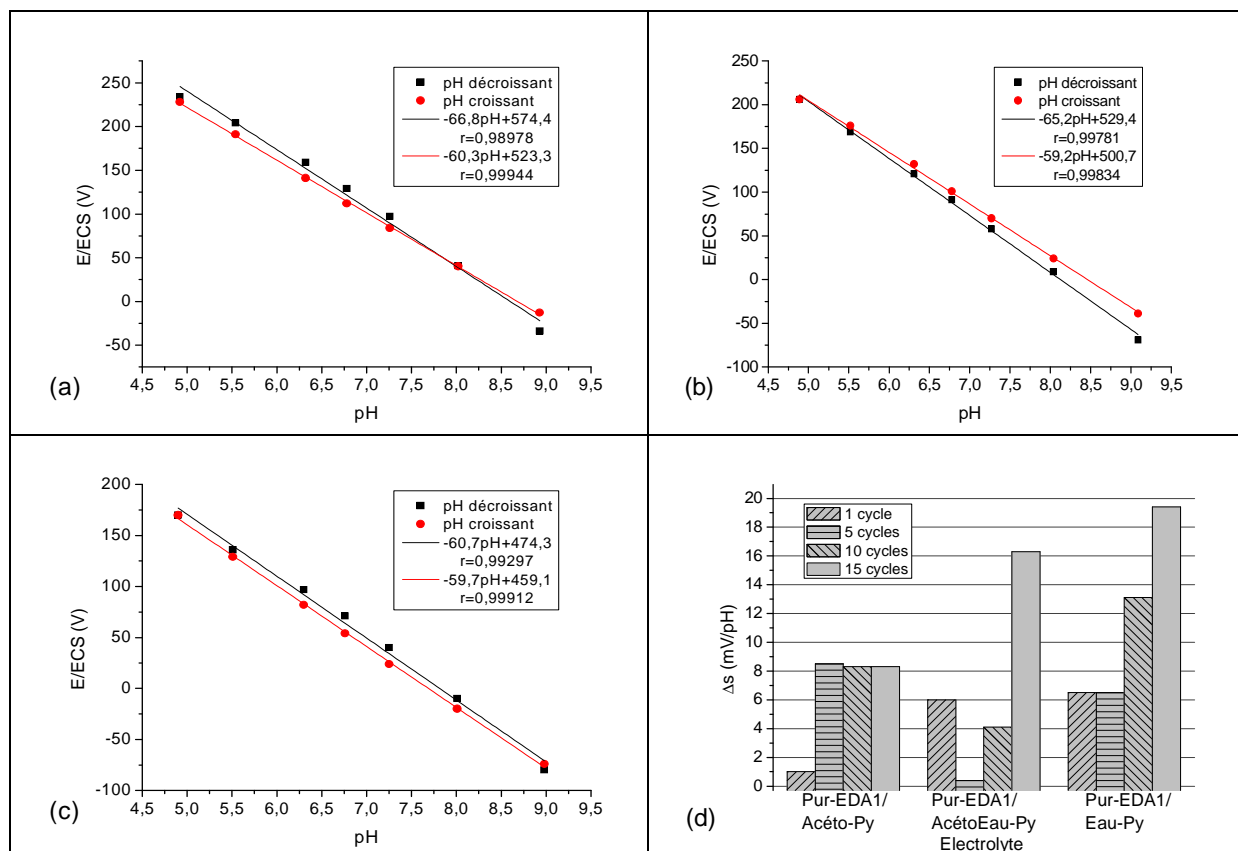 pH décroissant
pH croissant
-66,8pH+574,4
r=0,98978
-60,3pH+523,3
r=0,99944
250
200
150
100
50
0
-50
E/ECS (V)
4,5 5,0 5,5 6,0 6,5 7,0 7,5 8,0 8,5 9,0 9,5
pH
(a)
pH décroissant
pH croissant
-65,2pH+529,4
r=0,99781
-59,2pH+500,7
r=0,99834
250
200
150
100
50
0
-50
-100
E/ECS (V)
4,5 5,0 5,5 6,0 6,5 7,0 7,5 8,0 8,5 9,0 9,5
pH
(b)
pH décroissant
pH croissant
-60,7pH+474,3
r=0,99297
-59,7pH+459,1
r=0,99912
200
150
100
50
0
-50
-100
E/ECS (V)
4,5 5,0 5,5 6,0 6,5 7,0 7,5 8,0 8,5 9,0 9,5
pH
(c)
1 cycle
5 cycles
10 cycles
15 cycles
20
18
16
14
12
10
8
6
4
2
0
Δs (mV/pH)
Pur-EDA1/ Pur-EDA1/ Pur-EDA1/
Acéto-Py AcétoEau-Py Eau-Py
Electrolyte
(d)